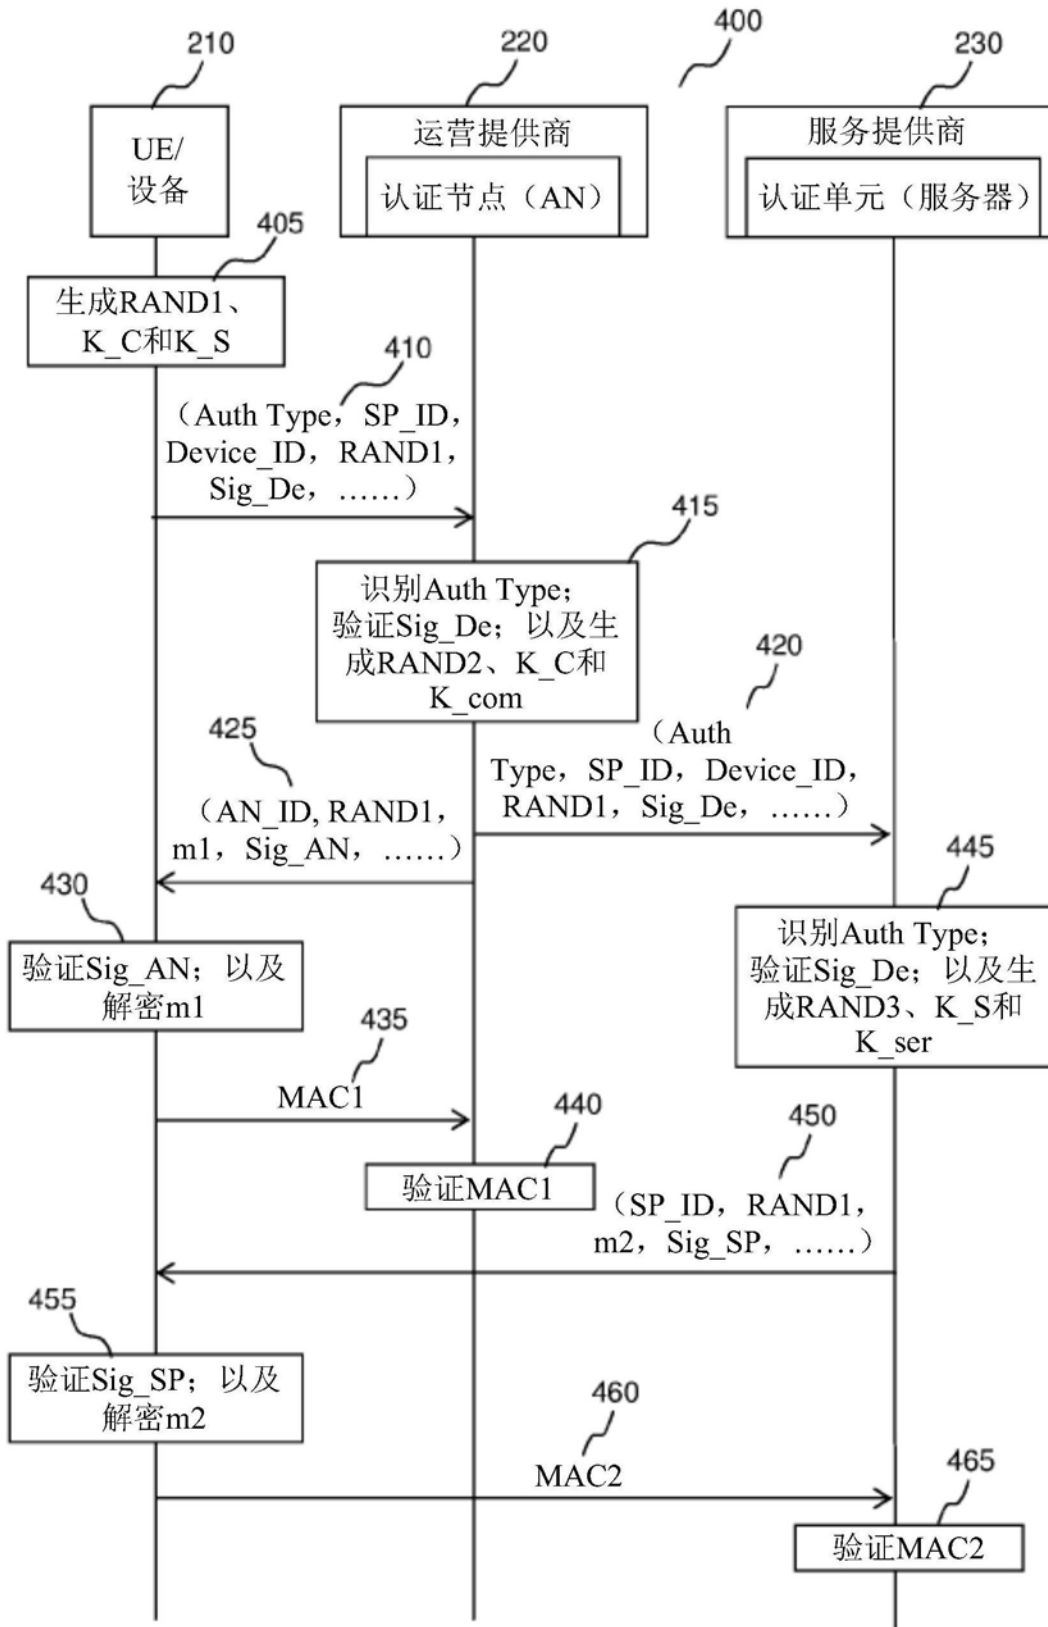 210
220
400
230
UE/
设备
运营提供商
认证节点（AN）
服务提供商
认证单元（服务器）
405
生成RAND1、
K_C和K_S
410
（Auth Type，SP_ID，
Device_ID，RAND1，
Sig_De，……）
415
识别Auth Type；
验证Sig_De；以及生
成RAND2、K_C和
K_com
420
（Auth
Type，SP_ID，Device_ID，
RAND1，Sig_De，……）
425
（AN_ID, RAND1，
m1，Sig_AN，……）
430
验证Sig_AN；以及
解密m1
445
识别Auth Type；
验证Sig_De；以及生
成RAND3、K_S和
K_ser
435
MAC1
440
验证MAC1
450
（SP_ID，RAND1，
m2，Sig_SP，……）
455
验证Sig_SP；以及
解密m2
460
MAC2
465
验证MAC2